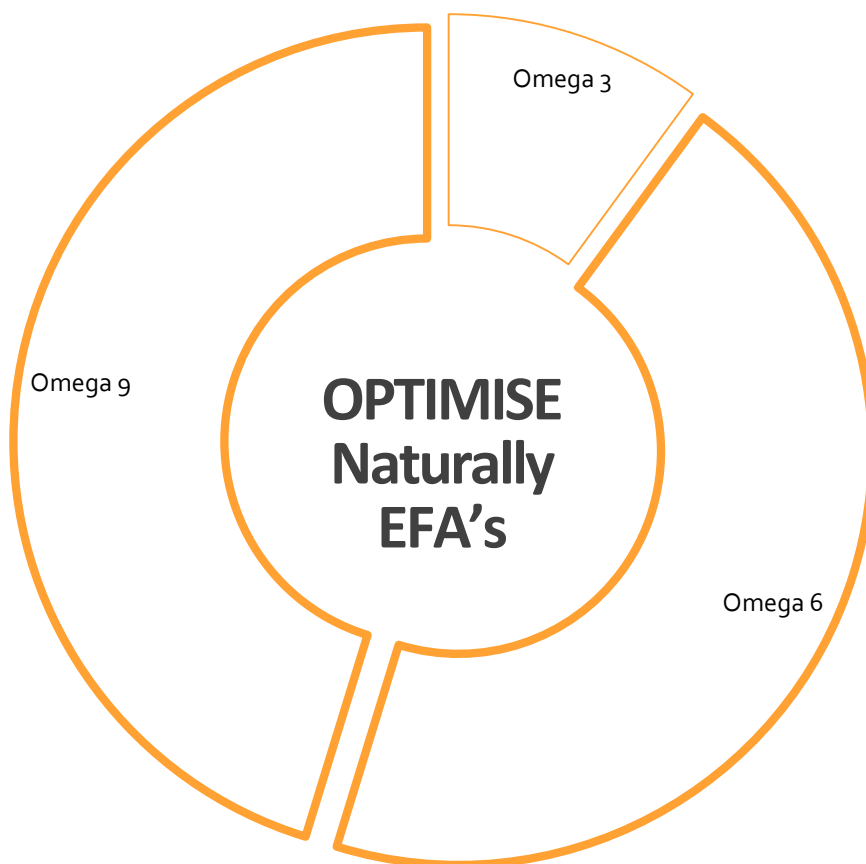 Omega 3
Omega 9
OPTIMISE
Naturally
EFA’s
Omega 6